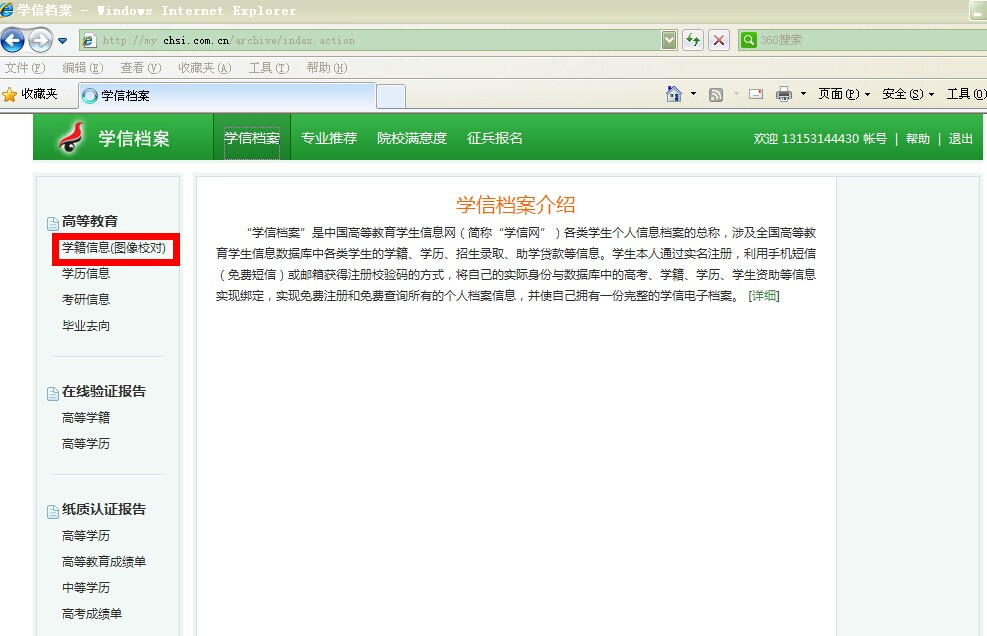 学信档案 - Windows Internet Explorer
http://my.chsi.com.cn/archive/index.action
360搜索
文件(F) 编辑(E) 查看(V) 收藏夹(A) 工具(T) 帮助(H)
收藏夹 学信档案 页面(P) 安全(S) 工具(O)
学信档案 学信档案 专业推荐 院校满意度 征兵报名 欢迎 13153144430 帐号 | 帮助 | 退出
高等教育
学籍信息(图像校对)
学历信息
考研信息
毕业去向
在线验证报告
高等学籍
高等学历
纸质认证报告
高等学历
高等教育成绩单
中等学历
高考成绩单
学信档案介绍
“学信档案”是中国高等教育学生信息网(简称“学信网”)各类学生个人信息档案的总称,涉及全国高等教
育学生信息数据库中各类学生的学籍、学历、招生录取、助学贷款等信息。学生本人通过实名注册,利用手机短信
(免费短信)或邮箱获得注册校验码的方式,将自己的实际身份与数据库中的高考、学籍、学历、学生资助等信息
实现绑定,实现免费注册和免费查询所有的个人档案信息,并使自己拥有一份完整的学信电子档案。 [详细]